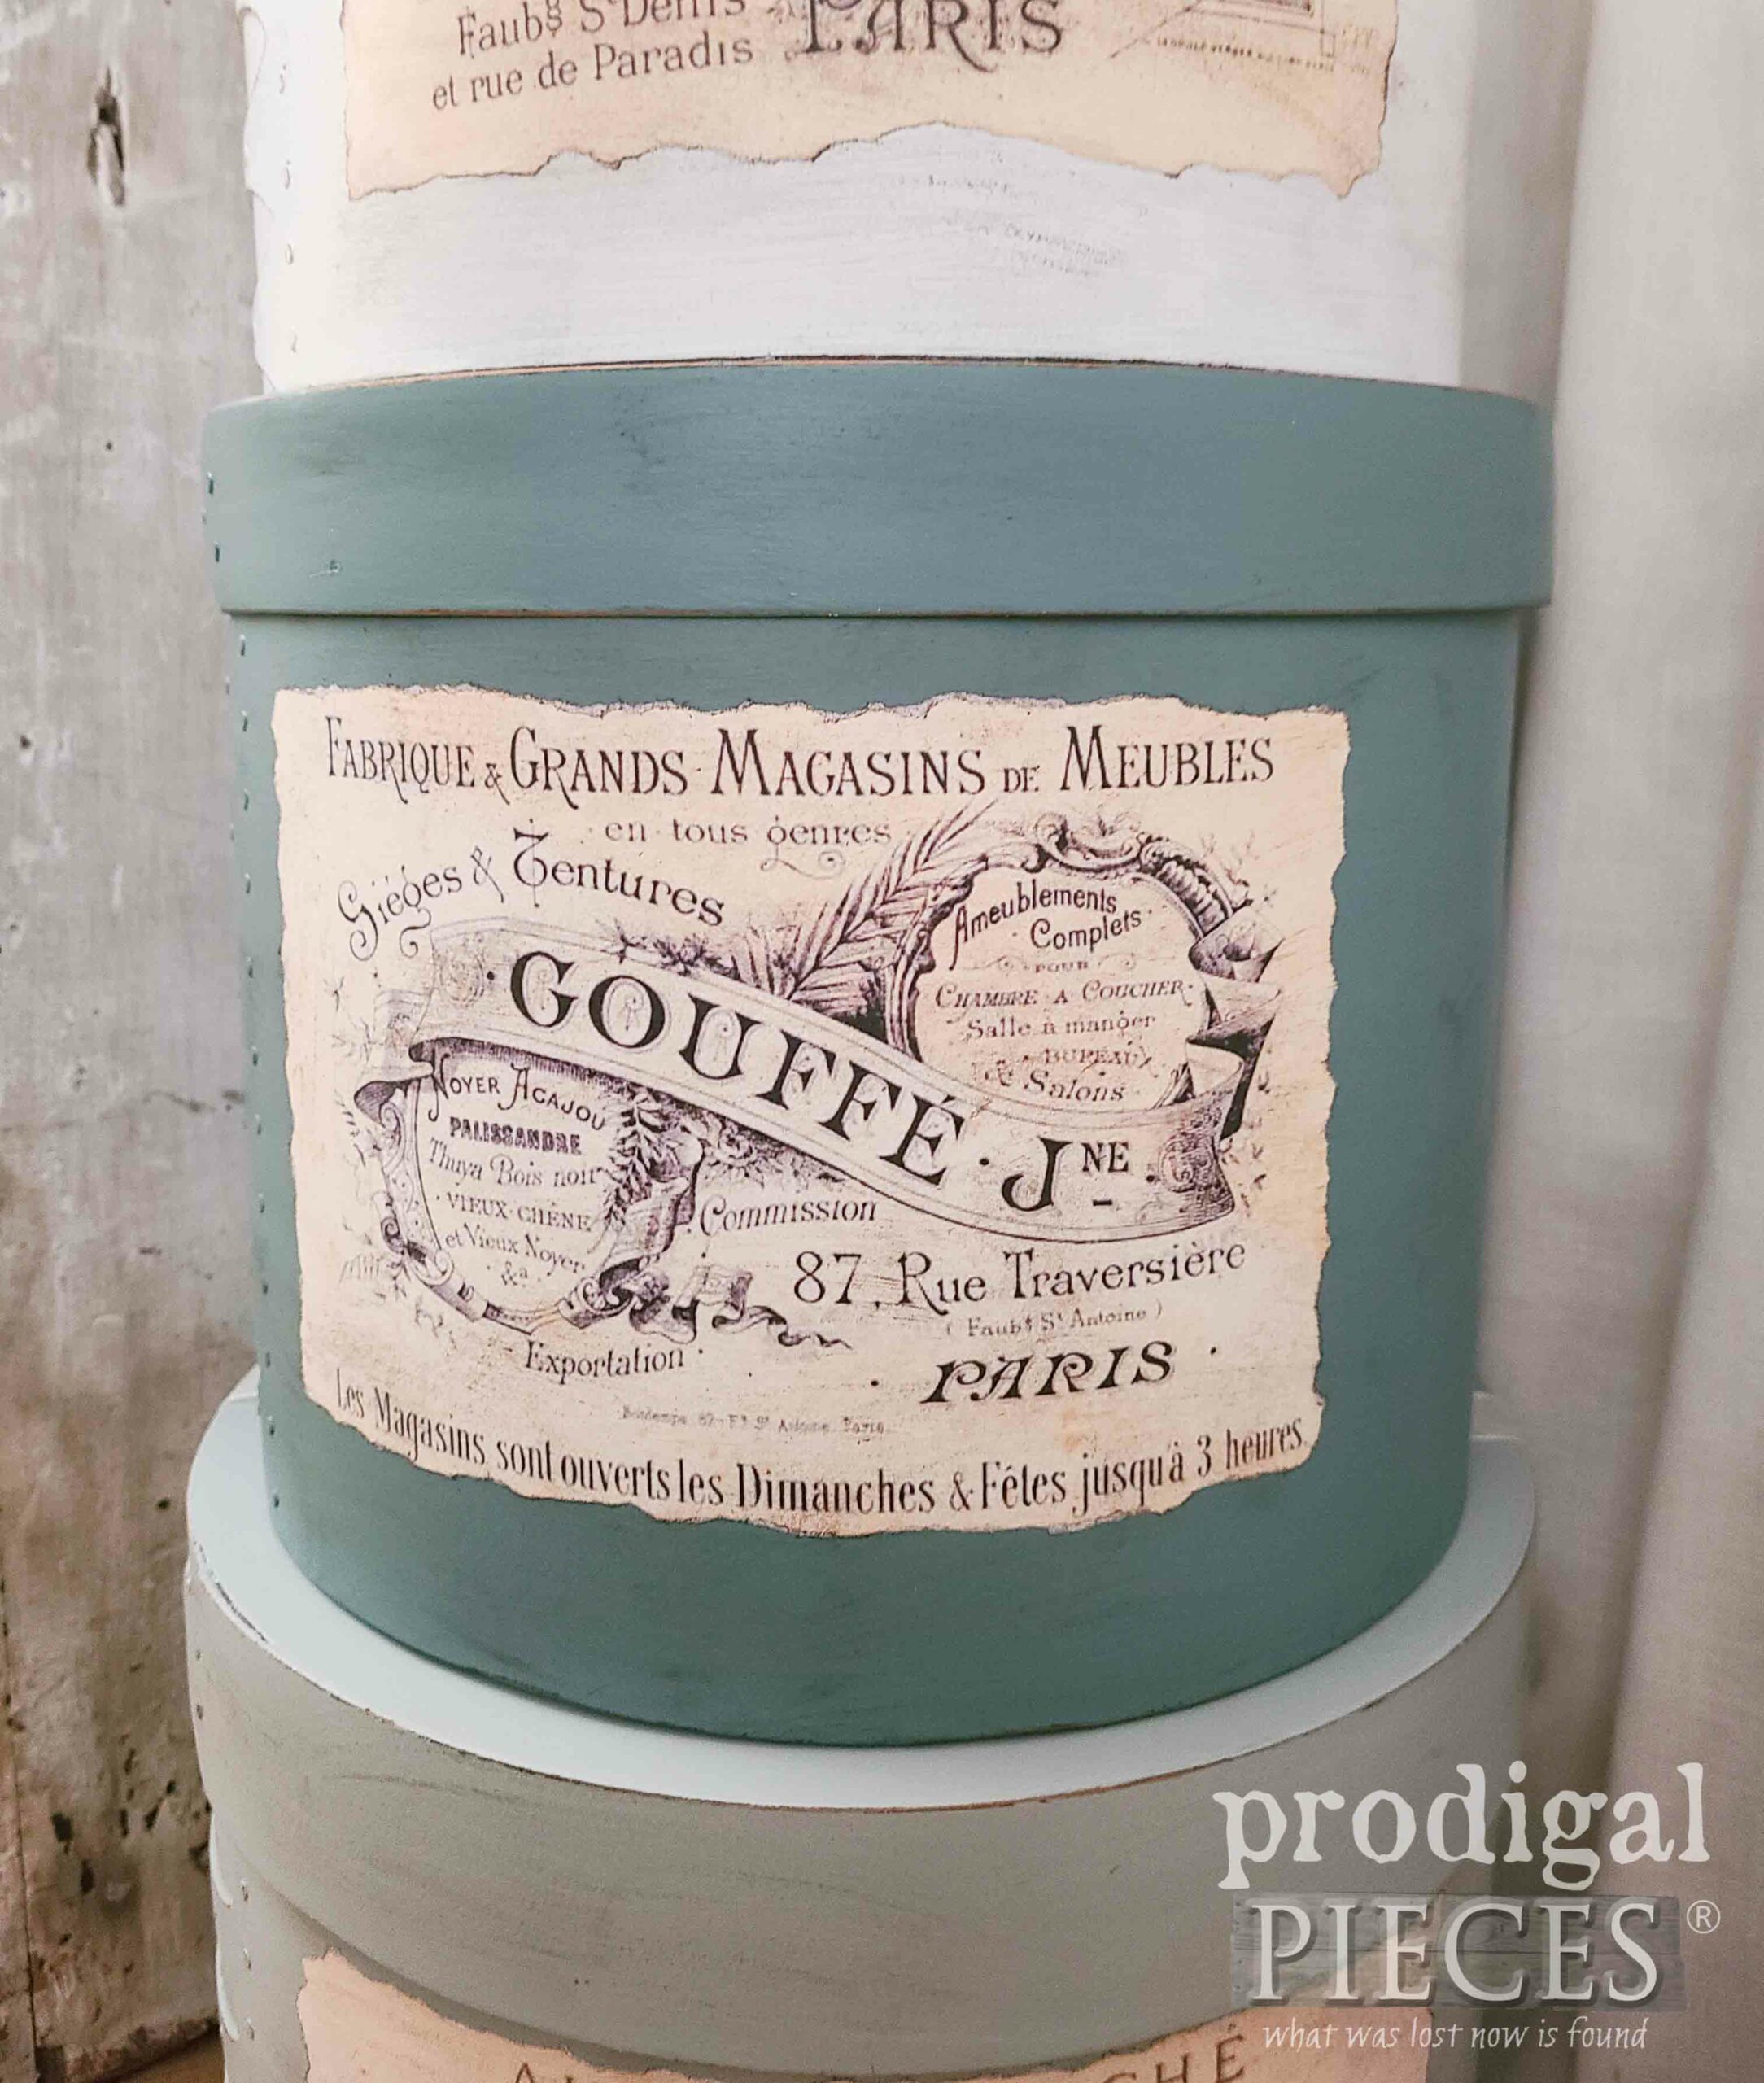 Faubg St Denis
et rue de Paradis
PARIS
FABRIQUE & GRANDS MAGASINS DE MEUBLES
en tous genres
Siéges & Tentures
Ameublements
Complets
POUR
CHAMBRE A COUCHER
Salle à manger
BUREAUX
& Salons
GOUFFÉ JNE
NOYER ACAJOU
PALISSANDRE
Thuya Bois noir
VIEUX CHÊNE
et Vieux Noyer
&a
Commission
87, Rue Traversière
( Faubg St Antoine )
Exportation
PARIS
Les Magasins sont ouverts les Dimanches & Fêtes jusqu'à 3 heures
prodigal
PIECES®
what was lost now is found